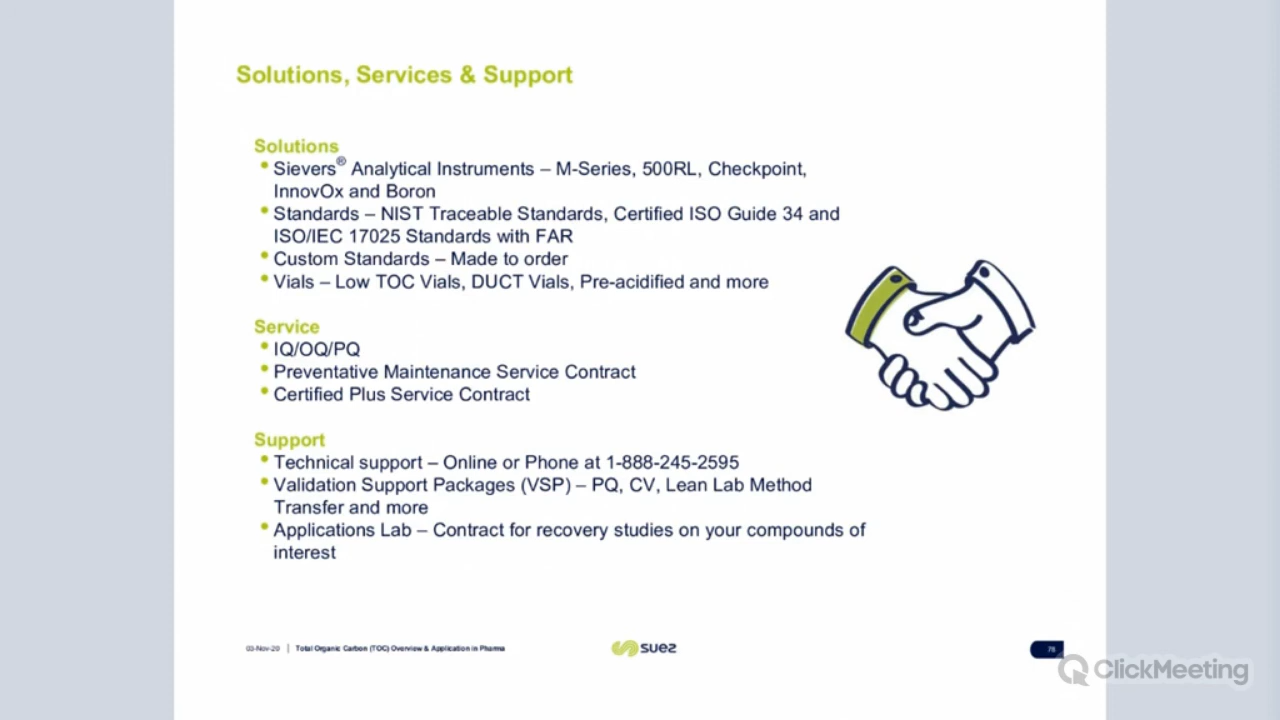 Solutions, Services & Support
Solutions
• Sievers® Analytical Instruments – M-Series, 500RL, Checkpoint,
InnovOx and Boron
• Standards – NIST Traceable Standards, Certified ISO Guide 34 and
ISO/IEC 17025 Standards with FAR
• Custom Standards – Made to order
• Vials – Low TOC Vials, DUCT Vials, Pre-acidified and more
Service
• IQ/OQ/PQ
• Preventative Maintenance Service Contract
• Certified Plus Service Contract
Support
• Technical support – Online or Phone at 1-888-245-2595
• Validation Support Packages (VSP) – PQ, CV, Lean Lab Method
Transfer and more
• Applications Lab – Contract for recovery studies on your compounds of
interest
03-Nov-20 | Total Organic Carbon (TOC) Overview & Application in Pharma
suez
78
ClickMeeting